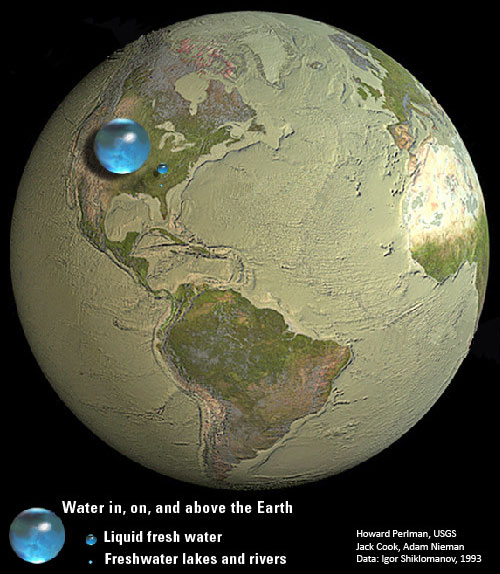 Water in, on, and above the Earth
Liquid fresh water
Freshwater lakes and rivers
Howard Perlman, USGS
Jack Cook, Adam Nieman
Data: Igor Shiklomanov, 1993